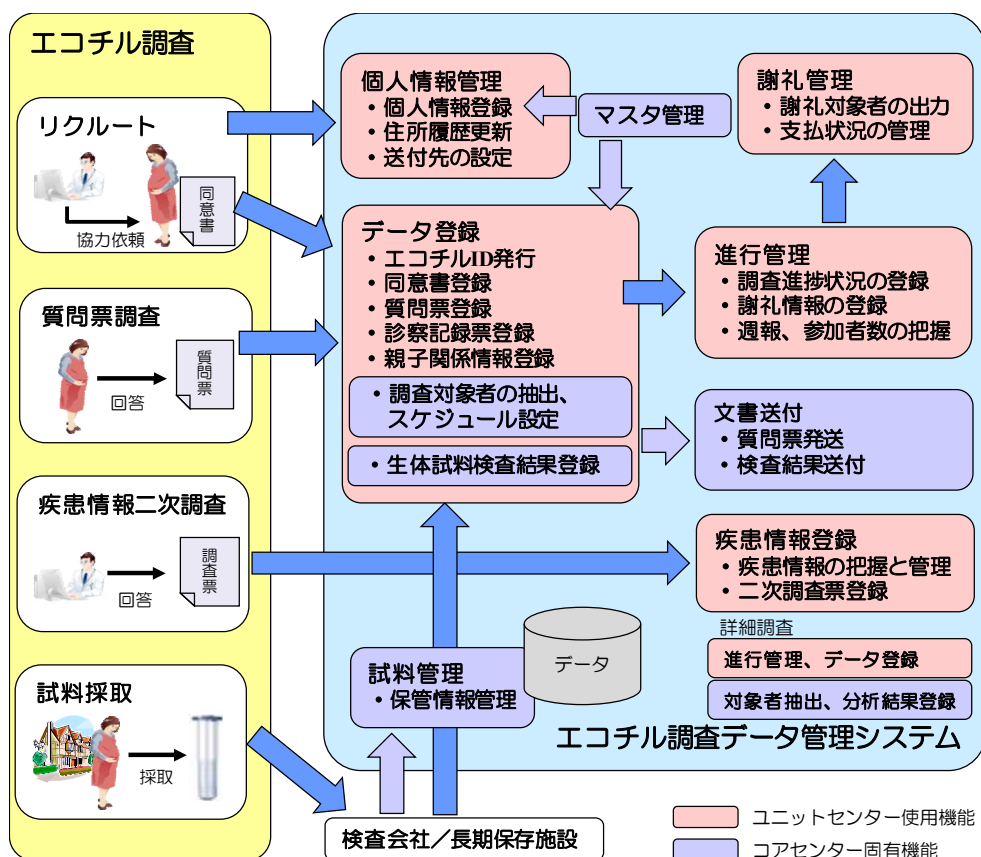 エコチル調査
リクルート
同意書
協力依頼
質問票調査
質問票
回答
疾患情報二次調査
調査票
回答
試料採取
採取
個人情報管理
・個人情報登録
・住所履歴更新
・送付先の設定
マスタ管理
謝礼管理
・謝礼対象者の出力
・支払状況の管理
データ登録
・エコチルID発行
・同意書登録
・質問票登録
・診察記録票登録
・親子関係情報登録
・調査対象者の抽出、
スケジュール設定
・生体試料検査結果登録
進行管理
・調査進捗状況の登録
・謝礼情報の登録
・週報、参加者数の把握
文書送付
・質問票発送
・検査結果送付
疾患情報登録
・疾患情報の把握と管理
・二次調査票登録
詳細調査
進行管理、データ登録
対象者抽出、分析結果登録
データ
試料管理
・保管情報管理
エコチル調査データ管理システム
検査会社／長期保存施設
ユニットセンター使用機能
コアセンター固有機能